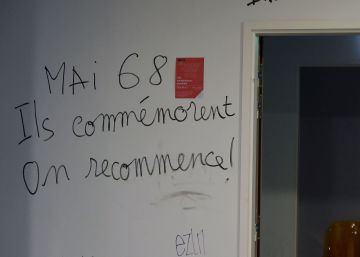 MAi 68
Ils commémorent
On recommence!